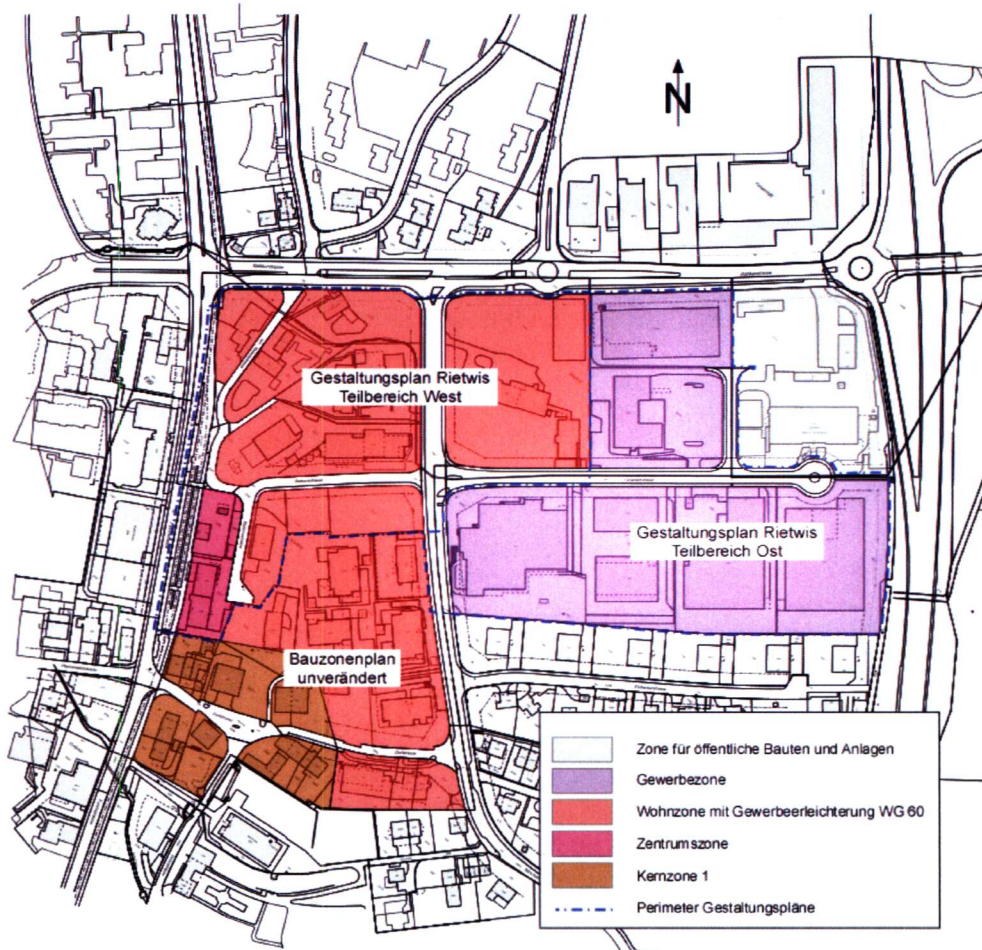 N
Gestaltungsplan Rietwis
Teilbereich West
Gestaltungsplan Rietwis
Teilbereich Ost
Bauzonenplan
unverändert
Zone für öffentliche Bauten und Anlagen
Gewerbezone
Wohnzone mit Gewerbeerleichterung WG 60
Zentrumszone
Kernzone 1
Perimeter Gestaltungspläne